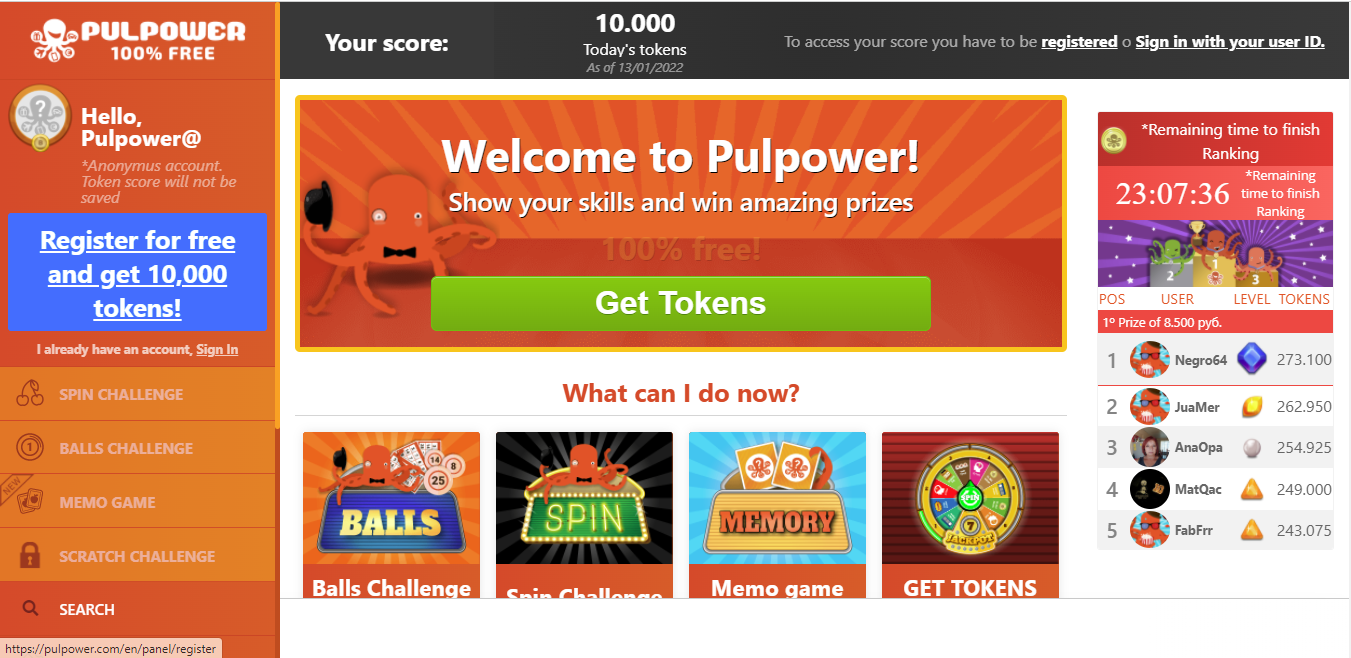 PULPOWER
100% FREE
Hello,
Pulpower@
*Anonymus account.
Token score will not be
saved
Register for free
and get 10,000
tokens!
I already have an account, Sign In
SPIN CHALLENGE
BALLS CHALLENGE
NEW
MEMO GAME
SCRATCH CHALLENGE
SEARCH
https://pulpower.com/en/panel/register
Your score:
10.000
Today's tokens
As of 13/01/2022
To access your score you have to be registered o Sign in with your user ID.
Welcome to Pulpower!
Show your skills and win amazing prizes
100% free!
Get Tokens
What can I do now?
14
8
25
BALLS
Balls Challenge
SPIN
Spin Challenge
MEMORY
Memo game
SPIN
7
JACKPOT
GET TOKENS
*Remaining time to finish
Ranking
23:07:36
*Remaining
time to finish
Ranking
2
1
3
POS USER LEVEL TOKENS
1º Prize of 8.500 руб.
1 Negro64 273.100
2 JuaMer 262.950
3 AnaOpa 254.925
4 MatQac 249.000
5 FabFrr 243.075